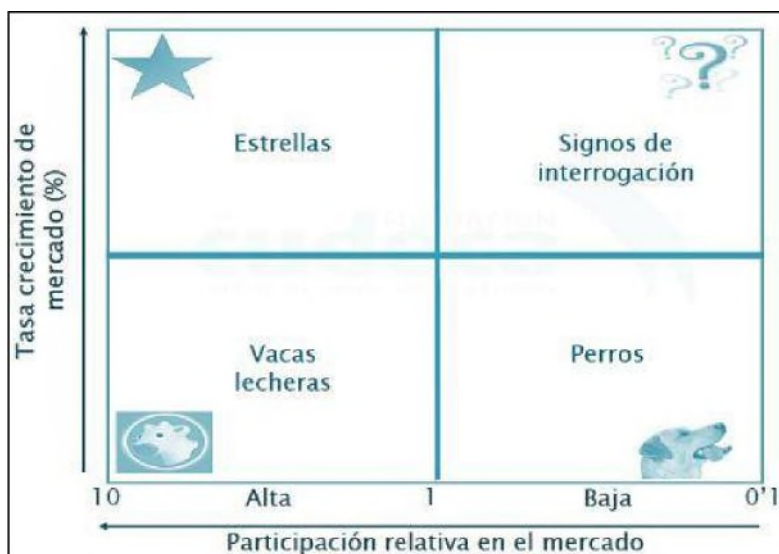 Tasa crecimiento de
mercado (%)
Estrellas
Signos de
interrogación
Vacas
lecheras
Perros
10
Alta
1
Baja
0'1
Participación relativa en el mercado